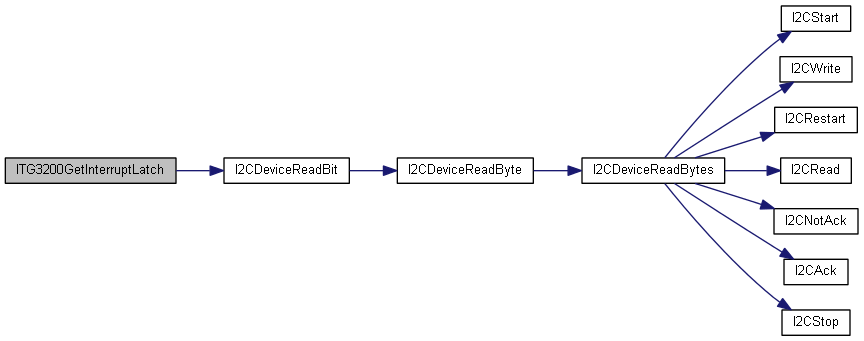 ITG3200GetInterruptLatch
I2CDeviceReadBit
I2CDeviceReadByte
I2CDeviceReadBytes
I2CStart
I2CWrite
I2CRestart
I2CRead
I2CNotAck
I2CAck
I2CStop